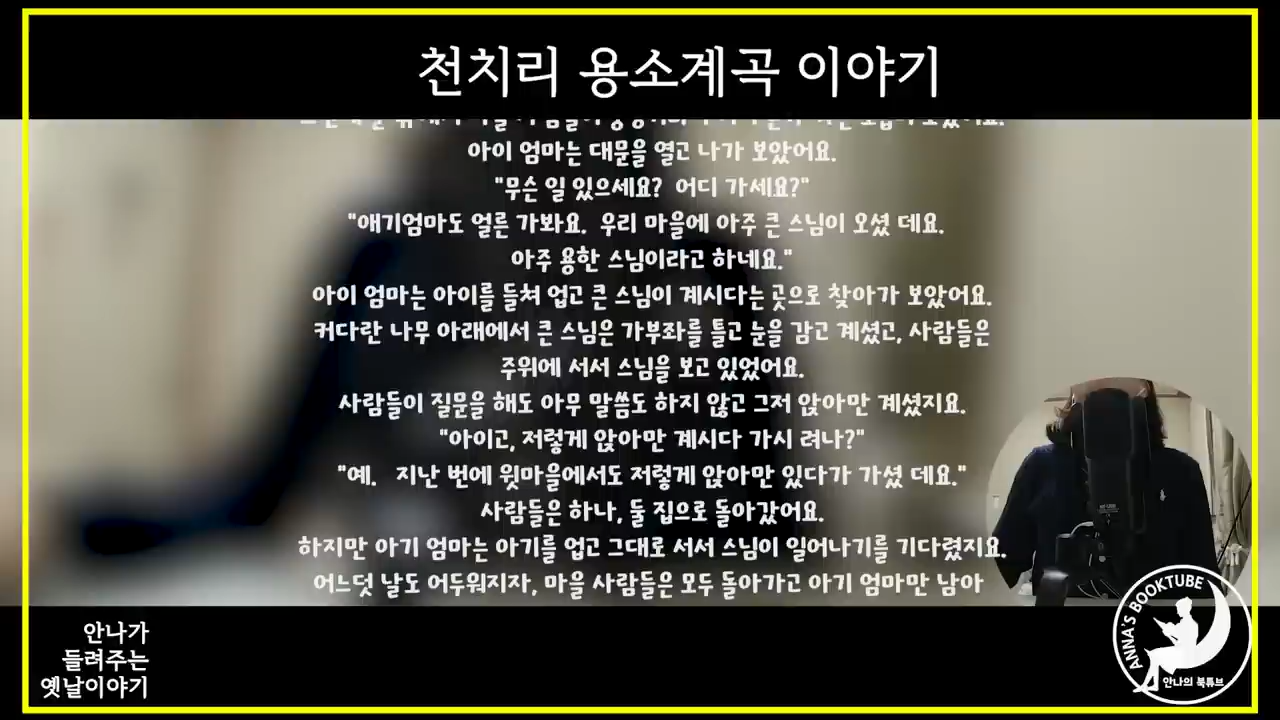 천치리 용소계곡 이야기
아이 엄마는 대문을 열고 나가 보았어요.
"무슨 일 있으세요?  어디 가세요?"
"애기엄마도 얼른 가봐요.  우리 마을에 아주 큰 스님이 오셨 데요.
아주 용한 스님이라고 하네요."
아이 엄마는 아이를 들쳐 업고 큰 스님이 계시다는 곳으로 찾아가 보았어요.
커다란 나무 아래에서 큰 스님은 가부좌를 틀고 눈을 감고 계셨고, 사람들은
주위에 서서 스님을 보고 있었어요.
사람들이 질문을 해도 아무 말씀도 하지 않고 그저 앉아만 계셨지요.
"아이고, 저렇게 앉아만 계시다 가시 려나?"
"예.   지난 번에 윗마을에서도 저렇게 앉아만 있다가 가셨 데요."
사람들은 하나, 둘 집으로 돌아갔어요.
하지만 아기 엄마는 아기를 업고 그대로 서서 스님이 일어나기를 기다렸지요.
어느덧 날도 어두워지자, 마을 사람들은 모두 돌아가고 아기 엄마만 남아
안나가
들려주는
옛날이야기
ANNA'S BOOKTUBE
안나의 북튜브